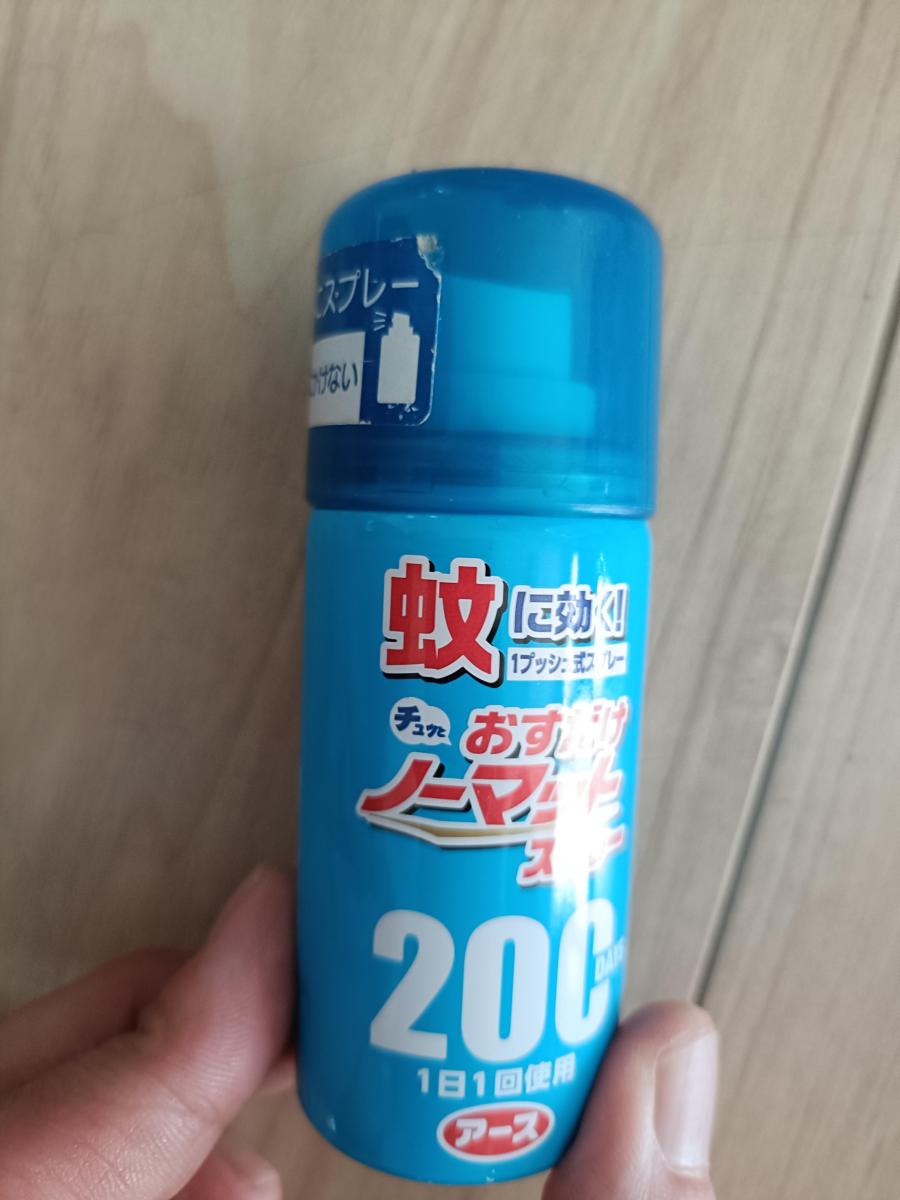 にスプレー
かけない
蚊に効く!
1プッシュ式スプレー
チュッと
おすだけ
ノーマット
スプレー
200
DAYS
1日1回使用
アース